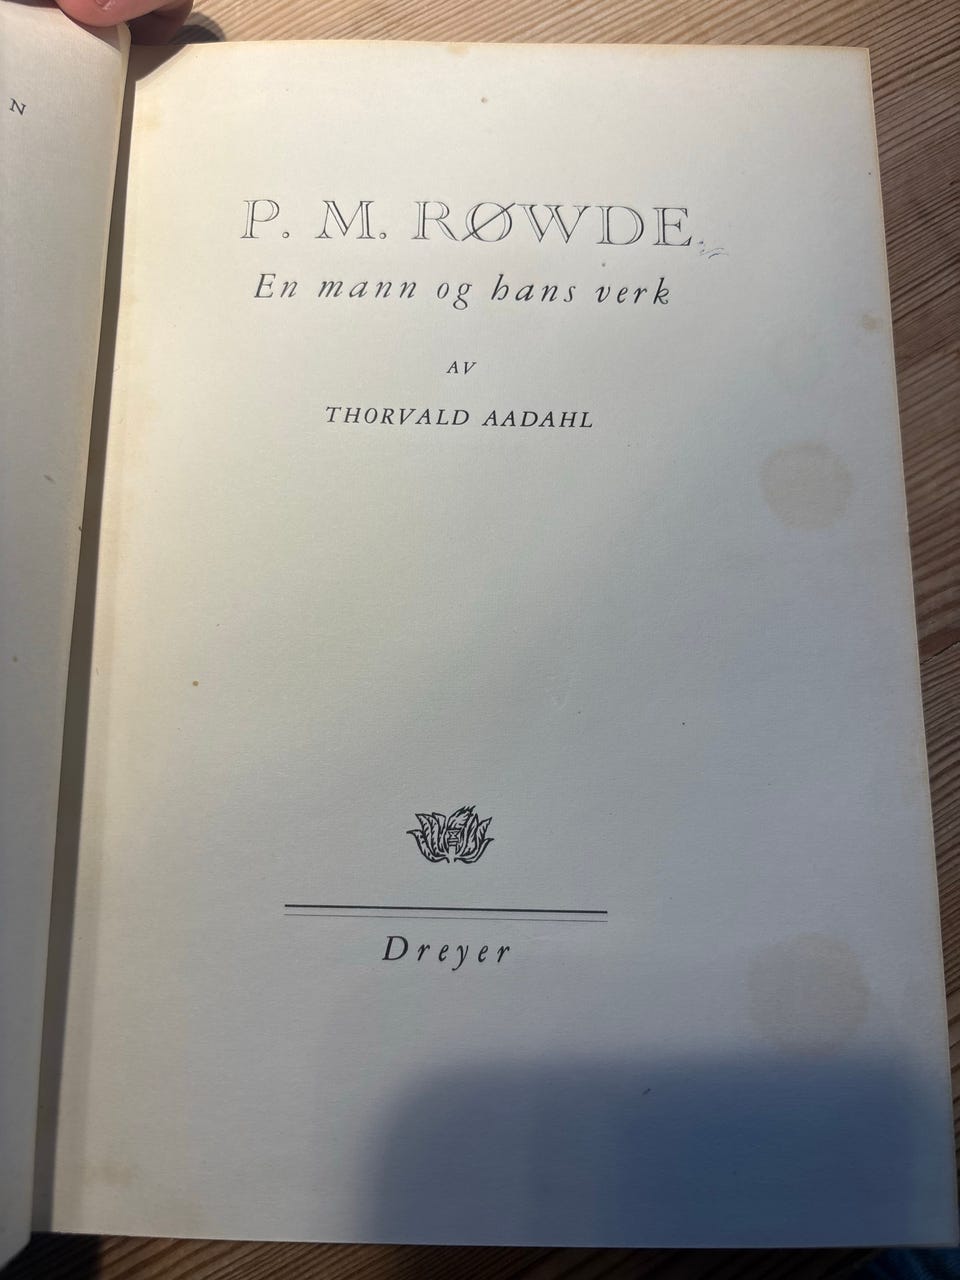 N
P. M. RØWDE
En mann og hans verk
AV
THORVALD AADAHL
Dreyer